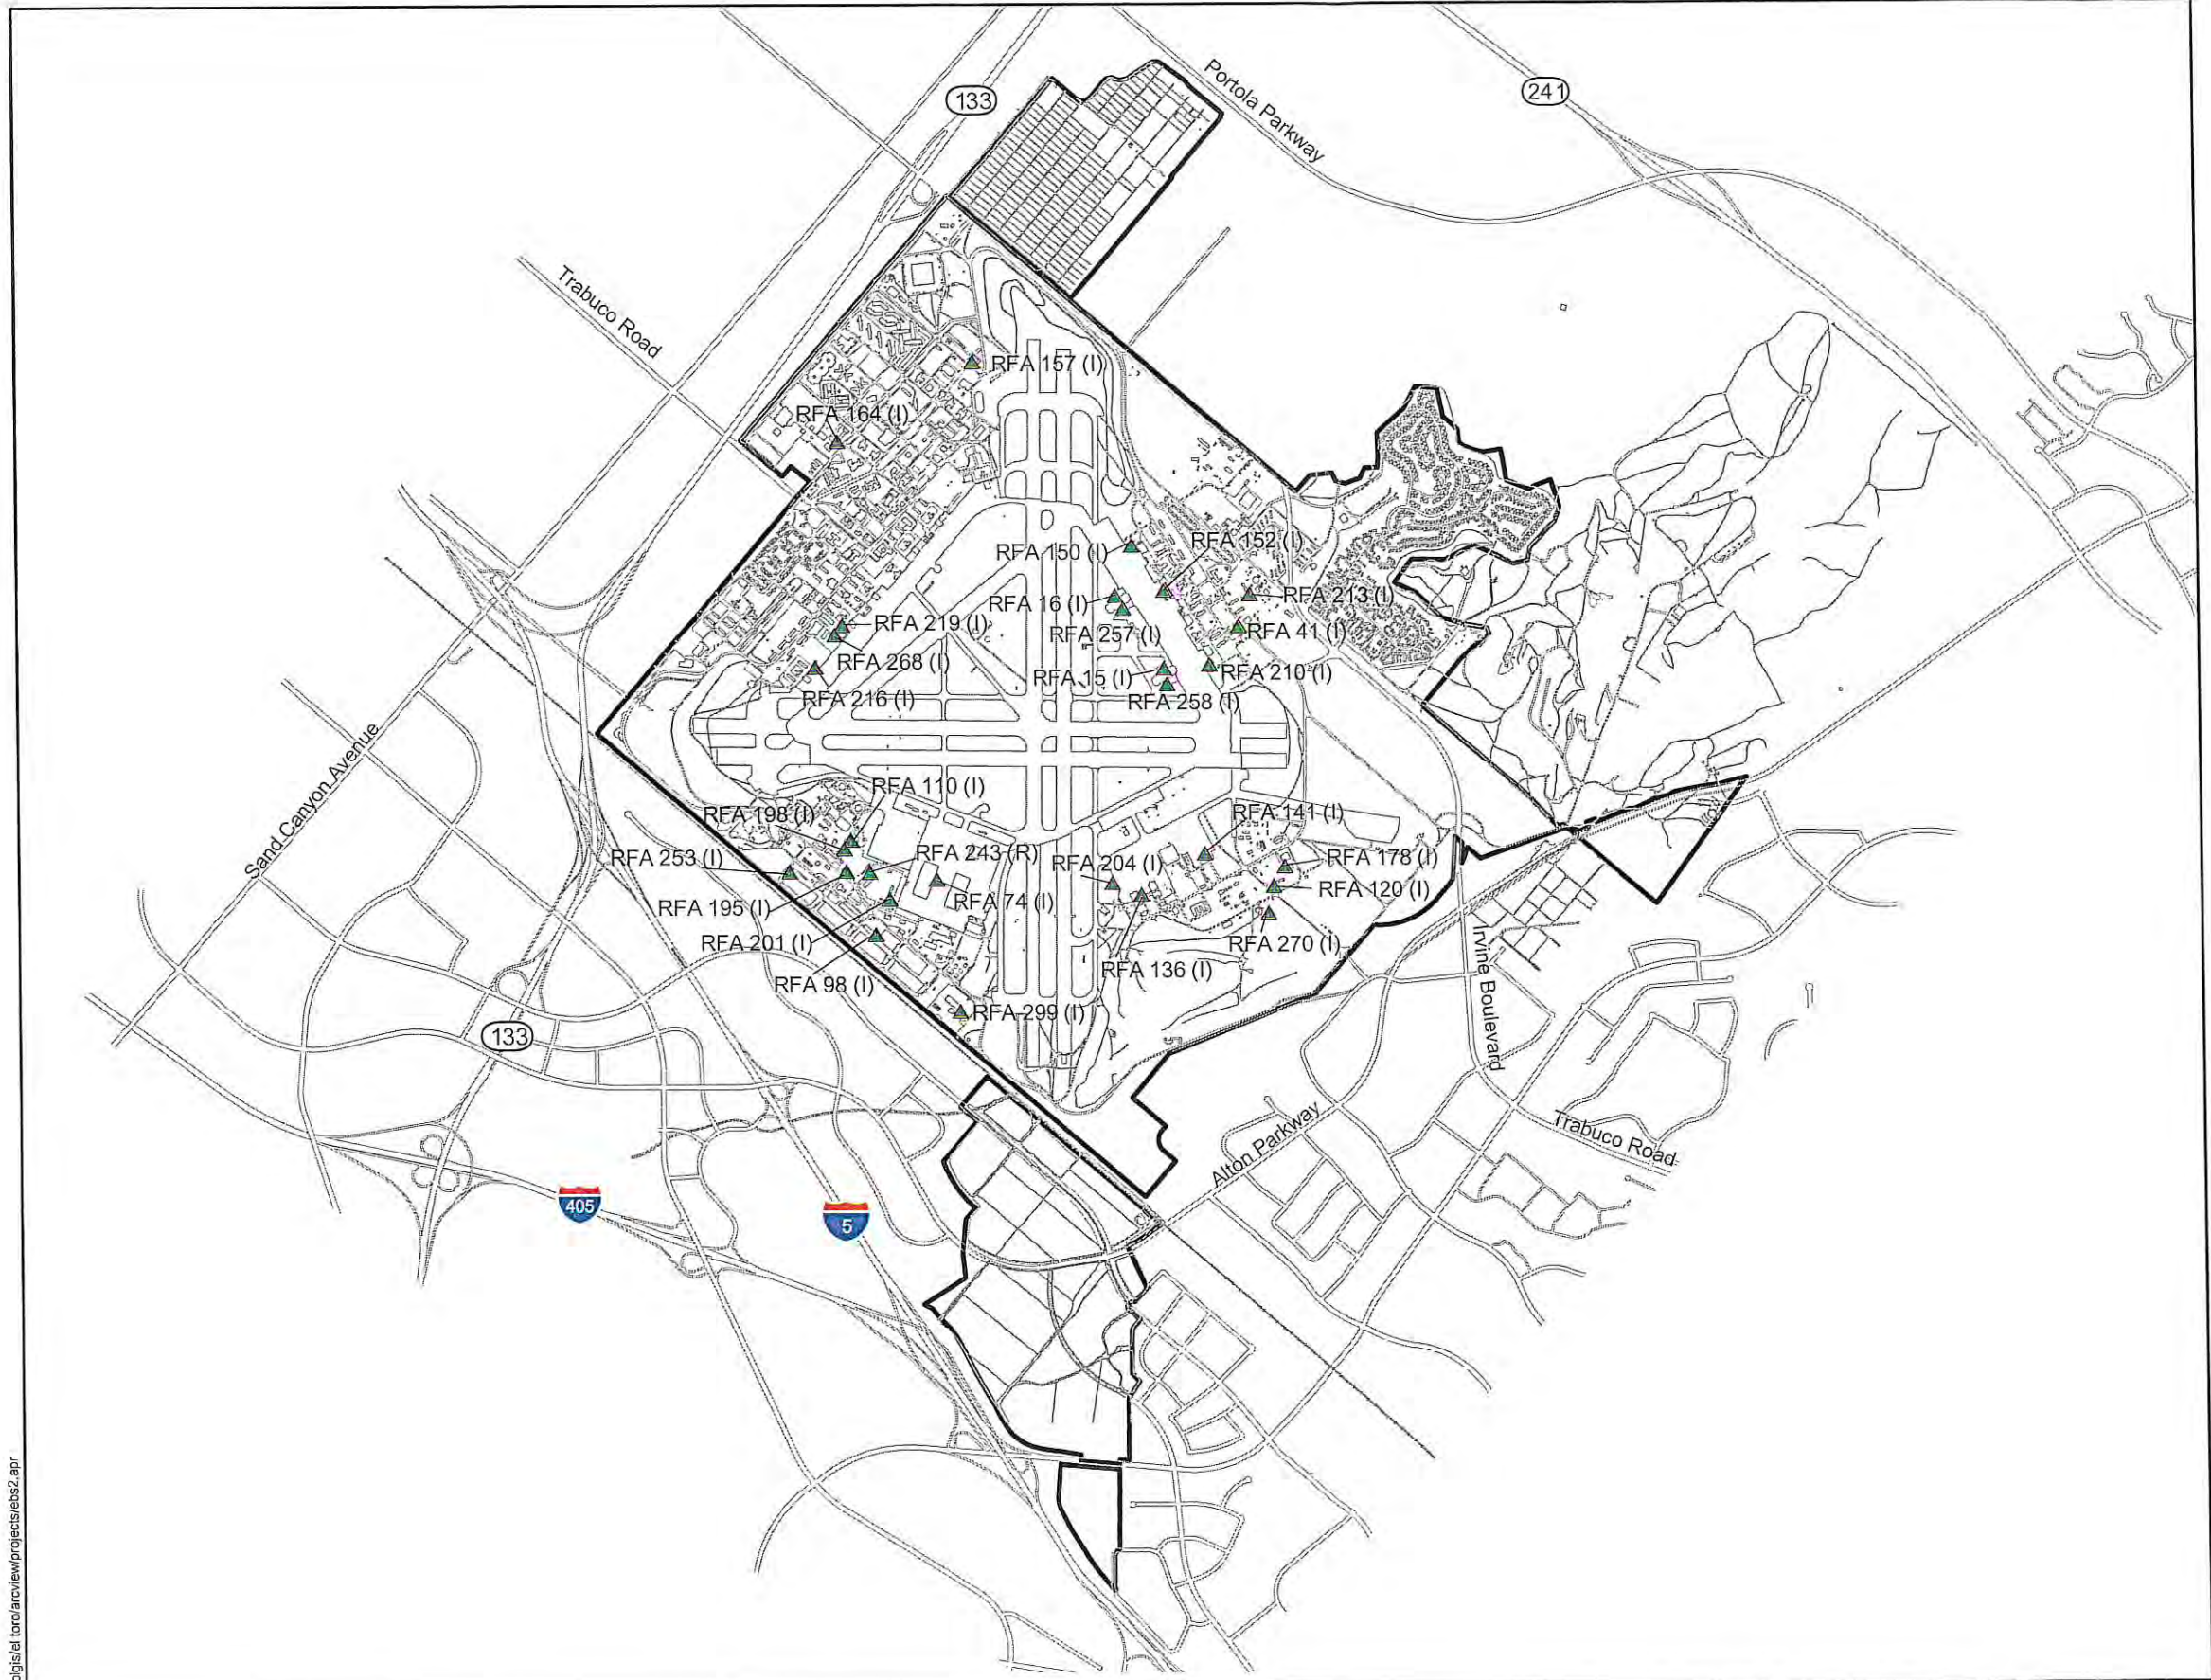 Portola Parkway
133
241
Trabuco Road
RFA 157 (I)
RFA 164 (I)
RFA 150 (I)
RFA 152 (I)
RFA 16 (I)
RFA 213 (I)
RFA 219 (I)
RFA 257 (I)
RFA 41 (I)
RFA 268 (I)
RFA 15 (I)
RFA 210 (I)
RFA 216 (I)
RFA 258 (I)
Sand Canyon Avenue
RFA 110 (I)
RFA 198 (I)
RFA 141 (I)
RFA 253 (I)
RFA 243 (R)
RFA 204 (I)
RFA 178 (I)
RFA 120 (I)
RFA 195 (I)
RFA 74 (I)
RFA 201 (I)
RFA 270 (I)
RFA 136 (I)
RFA 98 (I)
RFA 299 (I)
Irvine Boulevard
133
Trabuco Road
Alton Parkway
405
5
olgis/el toro/arcview/projects/ebs2.apr